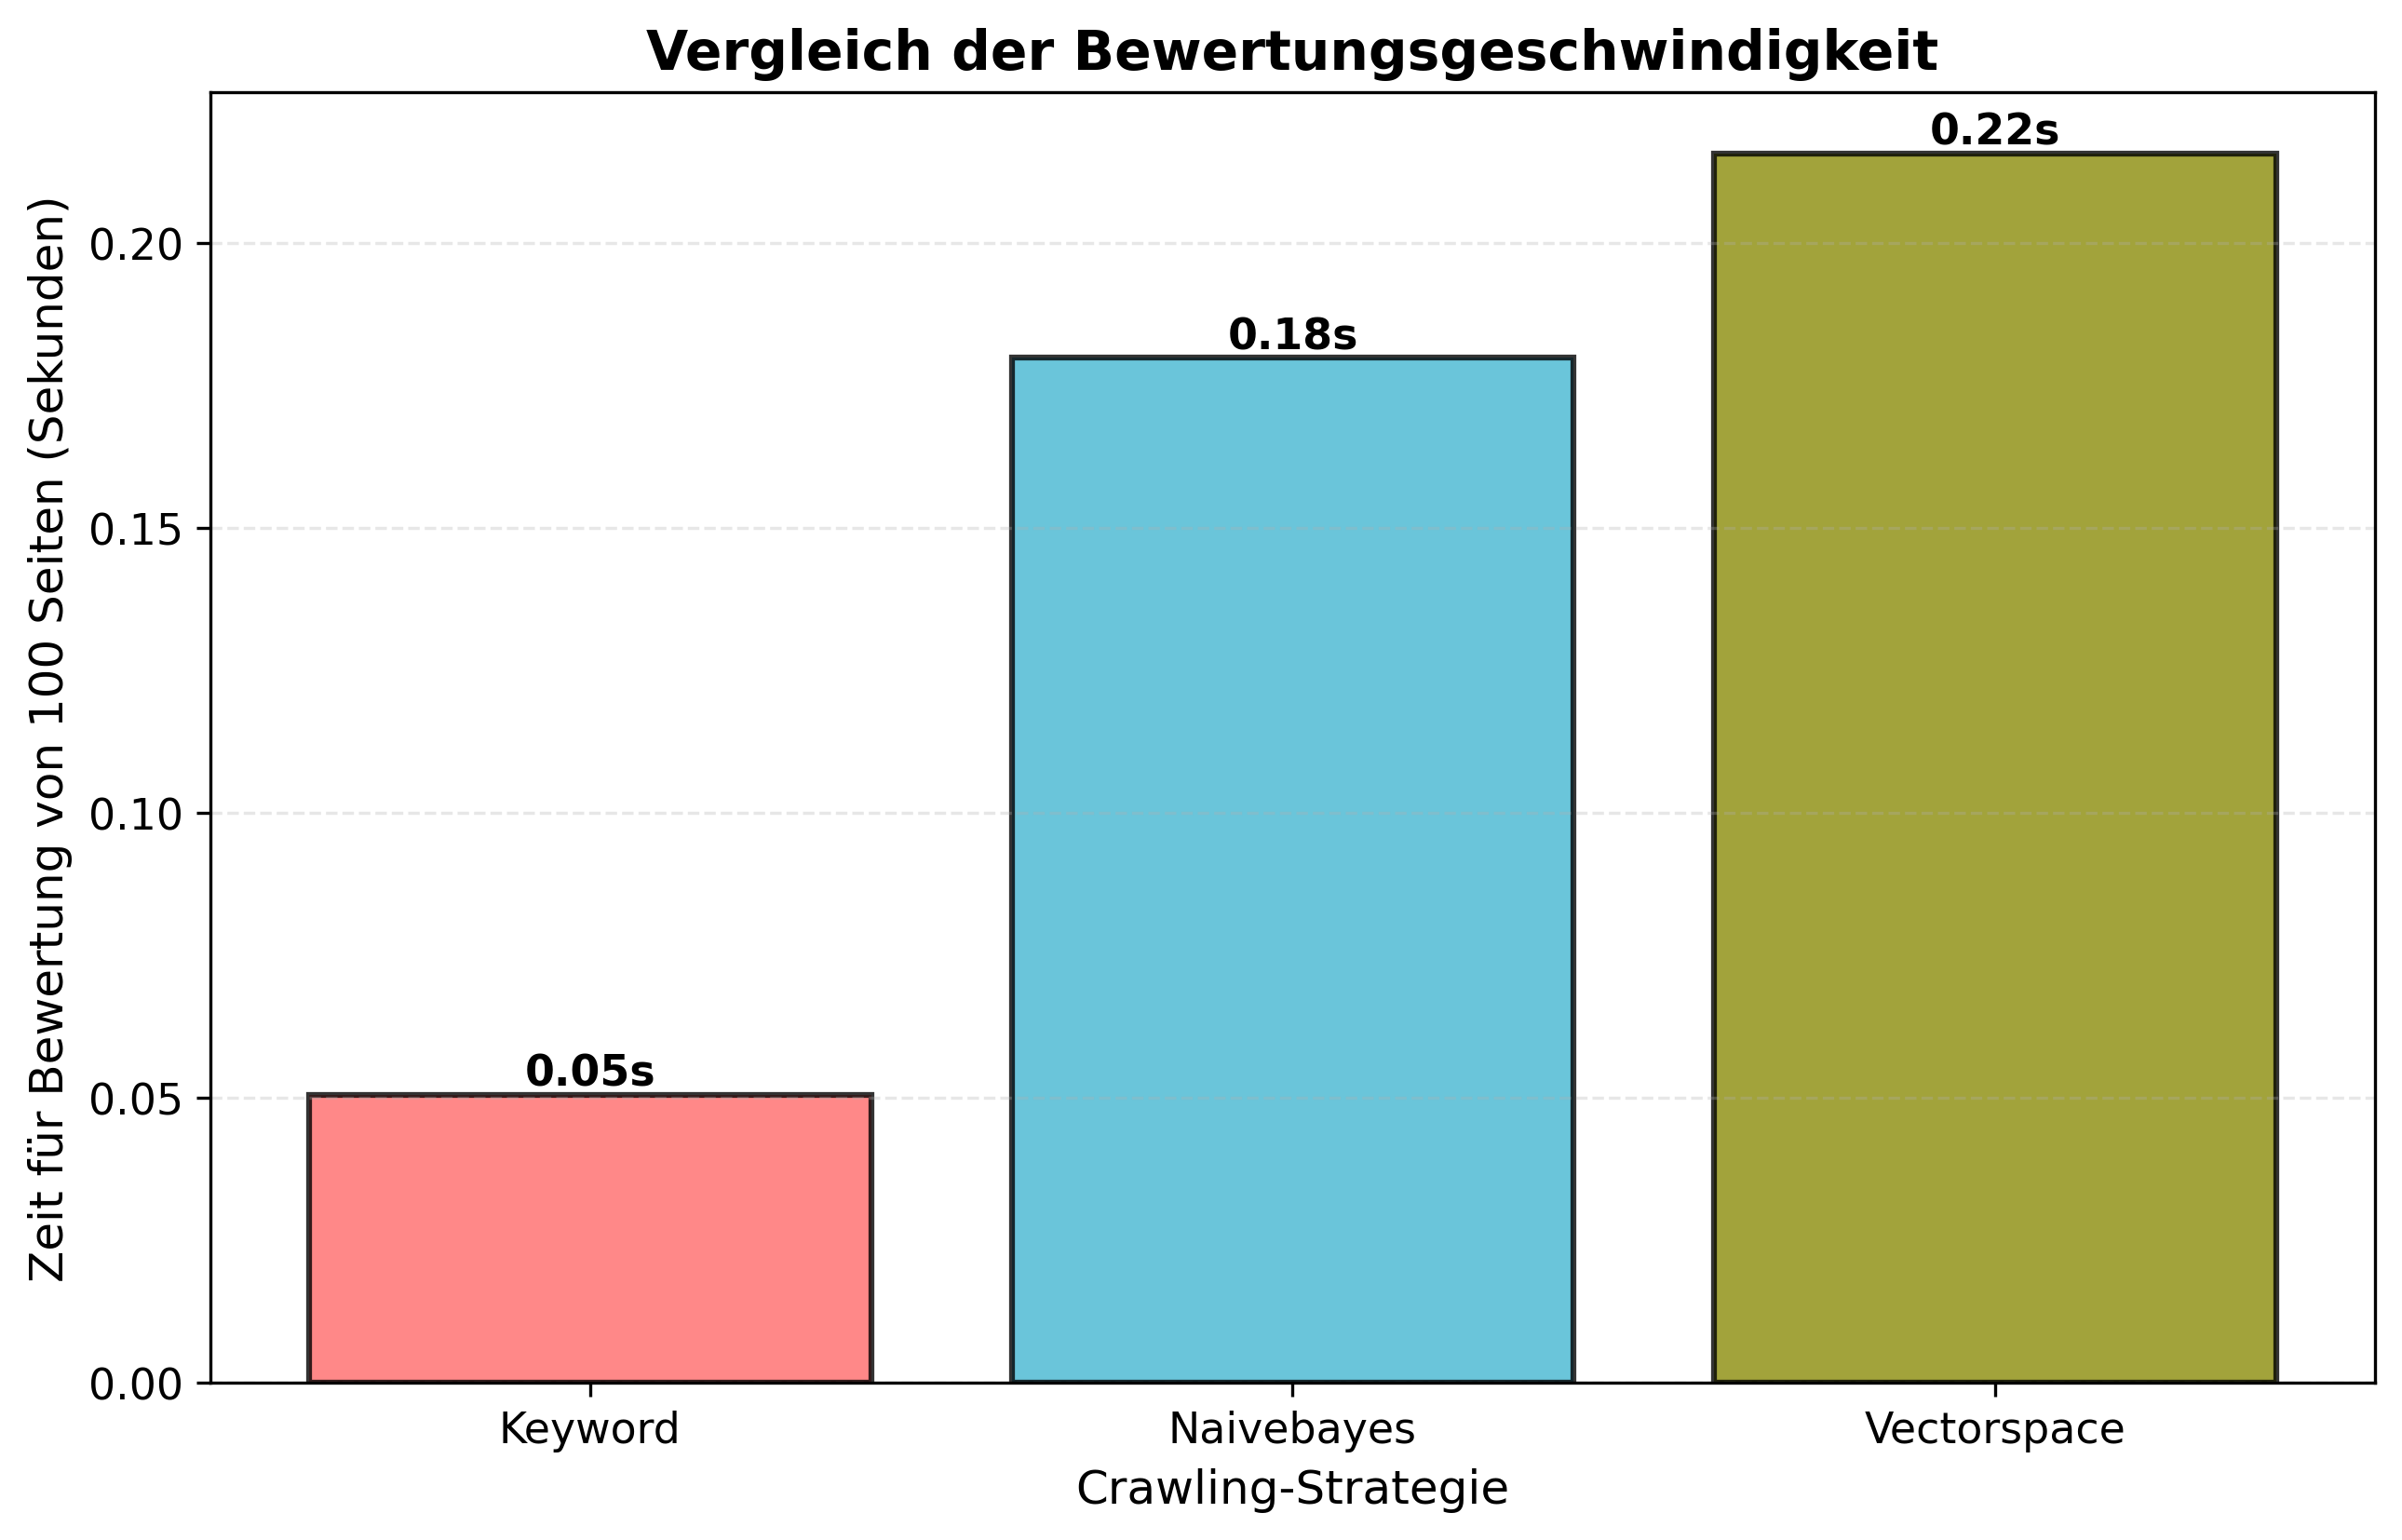 Vergleich der Bewertungsgeschwindigkeit
Zeit für Bewertung von 100 Seiten (Sekunden)
0.20
0.15
0.10
0.05
0.00
0.05s
0.18s
0.22s
Keyword
Naivebayes
Vectorspace
Crawling-Strategie